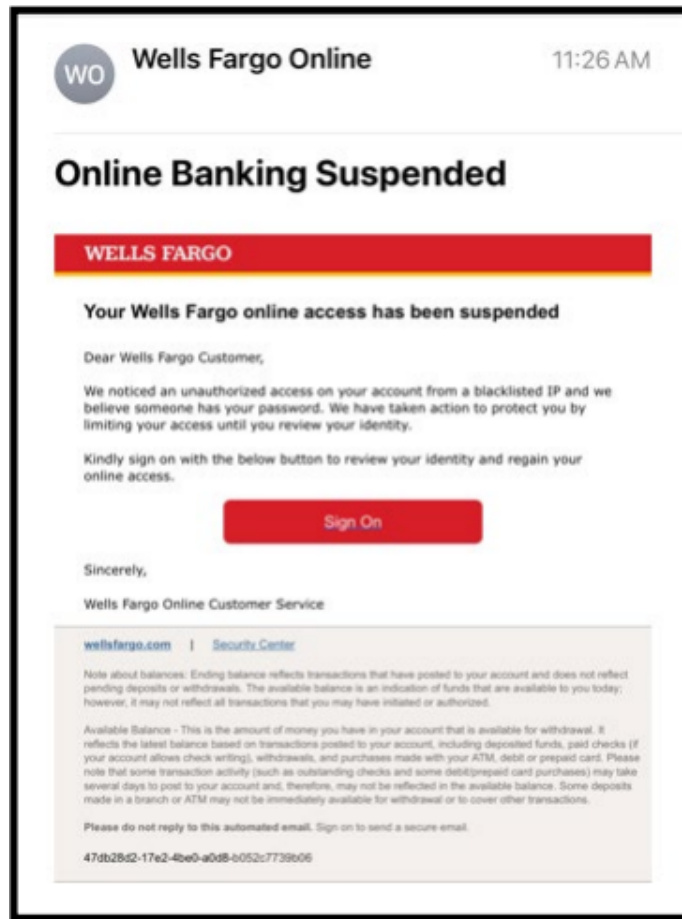 WO
Wells Fargo Online
11:26 AM
Online Banking Suspended
WELLS FARGO
Your Wells Fargo online access has been suspended
Dear Wells Fargo Customer,
We noticed an unauthorized access on your account from a blacklisted IP and we
believe someone has your password. We have taken action to protect you by
limiting your access until you review your identity.
Kindly sign on with the below button to review your identity and regain your
online access.
Sign On
Sincerely,
Wells Fargo Online Customer Service
wellsfargo.com | Security Center
Note about balances: Ending balance reflects transactions that have posted to your account and does not reflect
pending deposits or withdrawals. The available balance is an indication of funds that are available to you today;
however, it may not reflect all transactions that you may have initiated or authorized.
Available Balance - This is the amount of money you have in your account that is available for withdrawal. It
reflects the latest balance based on transactions posted to your account, including deposited funds, paid checks (if
your account allows check writing), withdrawals, and purchases made with your ATM, debit or prepaid card. Please
note that some transaction activity (such as outstanding checks and some debit/prepaid card purchases) may take
several days to post to your account and, therefore, may not be reflected in the available balance. Some deposits
made in a branch or ATM may not be immediately available for withdrawal or to cover other transactions.
Please do not reply to this automated email. Sign on to send a secure email.
47db28d2-17e2-4be0-a0d8-b052c7739b06